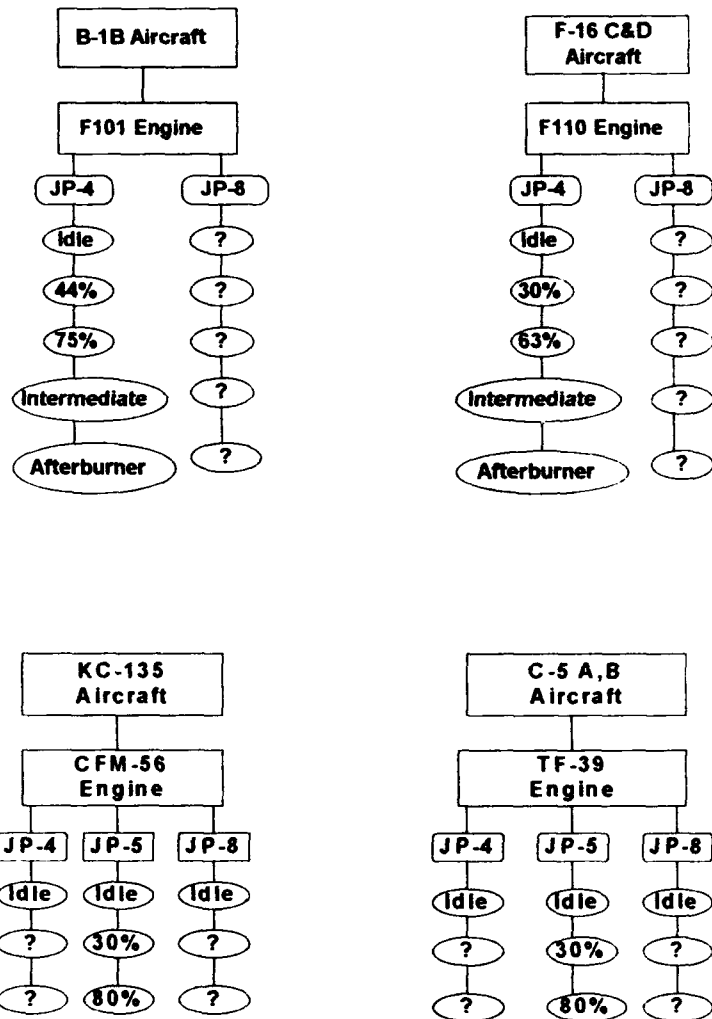 B-1B Aircraft
F101 Engine
JP-4
JP-8
Idle
?
44%
?
75%
?
Intermediate
?
Afterburner
?
F-16 C&D
Aircraft
F110 Engine
JP-4
JP-8
Idle
?
30%
?
63%
?
Intermediate
?
Afterburner
?
KC-135
Aircraft
CFM-56
Engine
JP-4
JP-5
JP-8
Idle
Idle
Idle
?
30%
?
?
80%
?
C-5 A,B
Aircraft
TF-39
Engine
JP-4
JP-5
JP-8
Idle
Idle
Idle
?
30%
?
?
80%
?